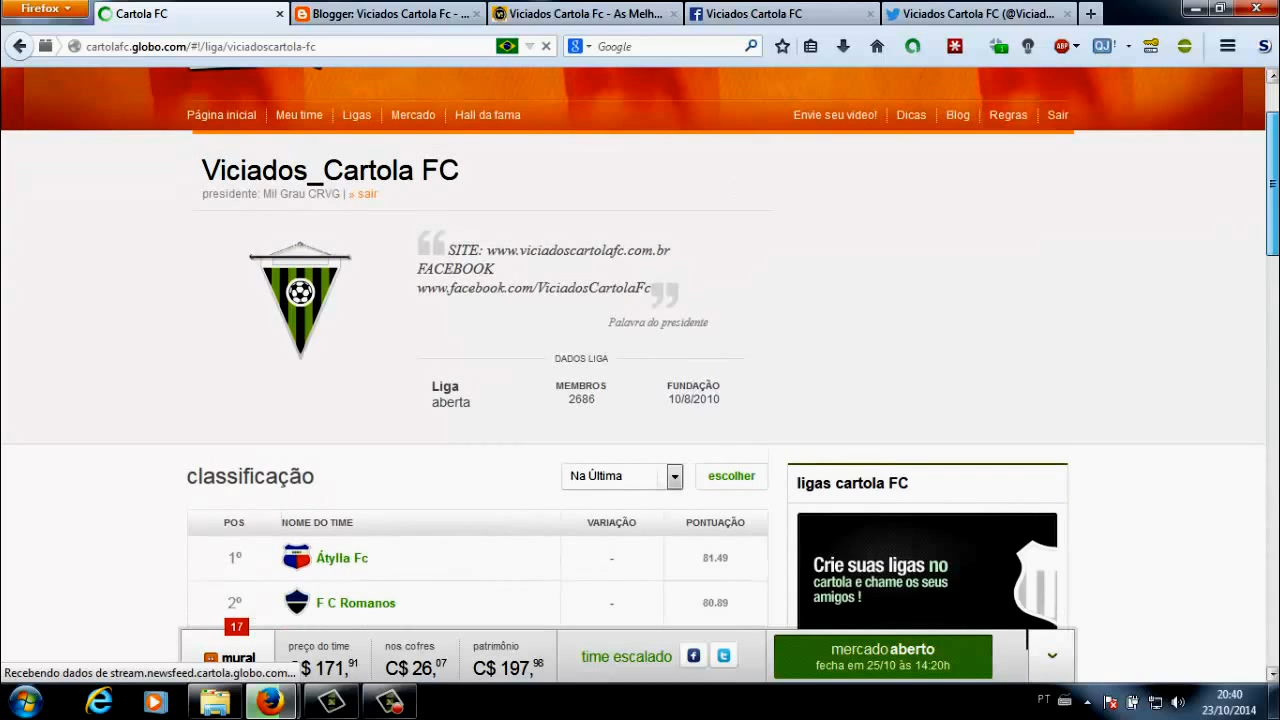 Firefox
Cartola FC
Blogger: Viciados Cartola Fc - ...
Viciados Cartola Fc - As Melh...
Viciados Cartola FC
Viciados Cartola FC (@Viciad...
cartolafc.globo.com/#!/liga/viciadoscartola-fc
Google
Página inicial
Meu time
Ligas
Mercado
Hall da fama
Envie seu vídeo!
Dicas
Blog
Regras
Sair
Viciados_Cartola FC
presidente: Mil Grau CRVG | » sair
SITE: www.viciadoscartolafc.com.br
FACEBOOK
www.facebook.com/ViciadosCartolaFc
Palavra do presidente
DADOS LIGA
Liga
aberta
MEMBROS
2686
FUNDAÇÃO
10/8/2010
classificação
Na Última
escolher
POS
NOME DO TIME
VARIAÇÃO
PONTUAÇÃO
1º
Átylla Fc
-
81.49
2º
F C Romanos
-
80.89
ligas cartola FC
Crie suas ligas no
cartola e chame os seus
amigos !
17
mural
preço do time
C$ 171,91
nos cofres
C$ 26,07
patrimônio
C$ 197,98
time escalado
mercado aberto
fecha em 25/10 às 14:20h
Recebendo dados de stream.newsfeed.cartola.globo.com...
PT
20:40
23/10/2014